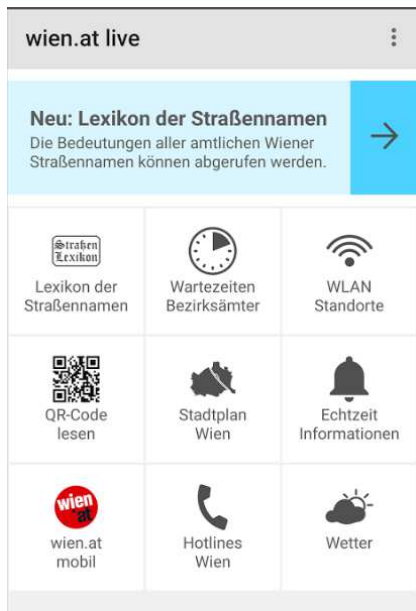 wien.at live
Neu: Lexikon der Straßennamen
Die Bedeutungen aller amtlichen Wiener
Straßennamen können abgerufen werden.
Straßen
Lexikon
Lexikon der
Straßennamen
Wartezeiten
Bezirksämter
WLAN
Standorte
QR-Code
lesen
Stadtplan
Wien
Echtzeit
Informationen
wien
at
wien.at
mobil
Hotlines
Wien
Wetter